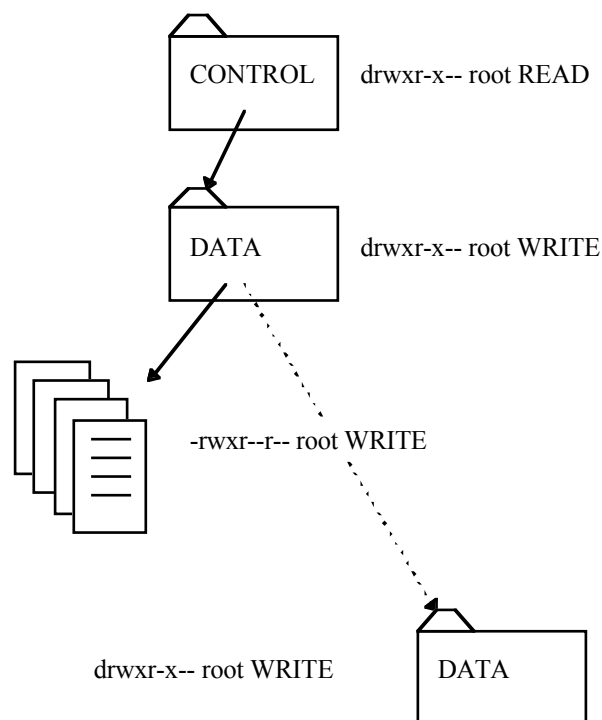 CONTROL drwxr-x-- root READ
DATA drwxr-x-- root WRITE
-rwxr--r-- root WRITE
drwxr-x-- root WRITE DATA